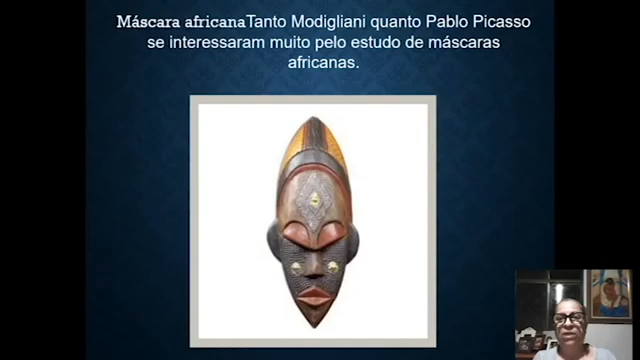 Máscara africanaTanto Modigliani quanto Pablo Picasso
se interessaram muito pelo estudo de máscaras
africanas.